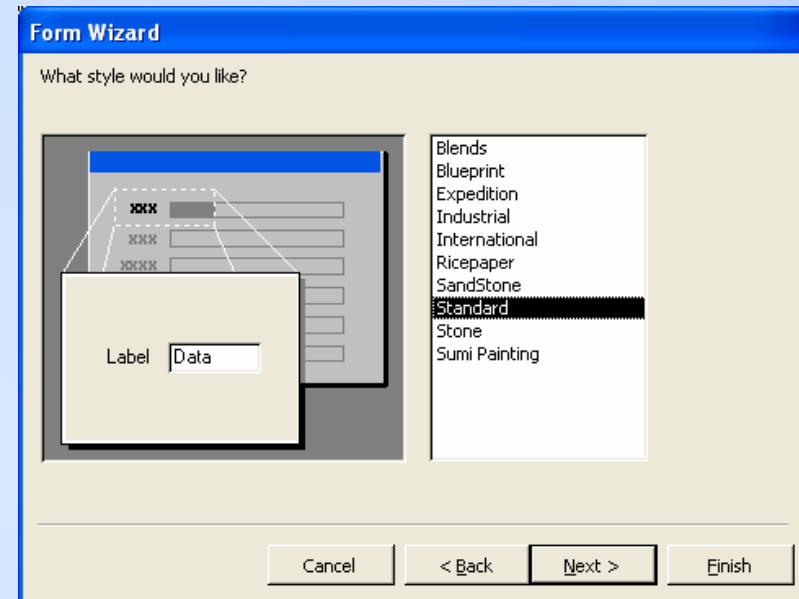 Form Wizard
What style would you like?
xxx
xxx
xxxx
Label Data
Blends
Blueprint
Expedition
Industrial
International
Ricepaper
SandStone
Standard
Stone
Sumi Painting
Cancel < Back Next > Finish